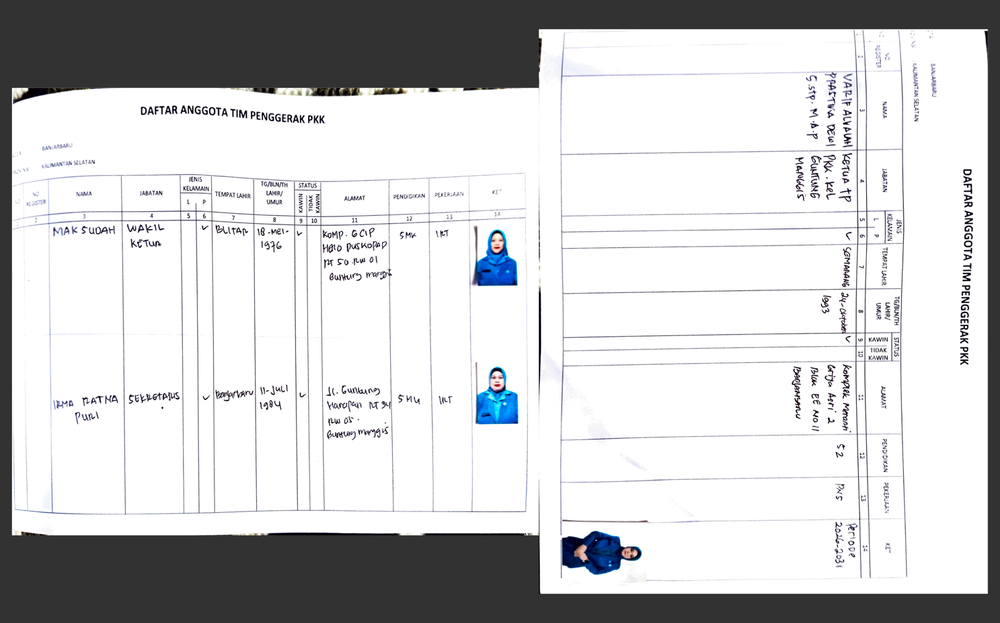 DAFTAR ANGGOTA TIM PENGGERAK PKK
BANJARBARU
PROVINSI KALIMANTAN SELATAN
NO REGISTER
NAMA
JABATAN
JENIS KELAMAIN
L P
TEMPAT LAHIR
TG/BLN/TH LAHIR/ UMUR
STATUS
KAWIN
TIDAK KAWIN
ALAMAT
PENDIDIKAN
PEKERJAAN
KET
1 2 3 4 5 6 7 8 9 10 11 12 13 14
MAKSUDAH
WAKIL
KETUA
✓
BLITAR
18-MEI-
1976
✓
KOMP. GCIP
HERO PUSKOPAD
RT 50 . RW 01
Guntung manggis
SMK
IRT
IRMA RATNA
PURI
SEKRETARIS
✓
Banjarbaru
11-JULI
1984
✓
Jl. Guntung
Harapan RT 34
RW 05.
Guntung manggis
SMU
IRT
DAFTAR ANGGOTA TIM PENGGERAK PKK
BANJARBARU
KALIMANTAN SELATAN
NO REGISTER
NAMA
JABATAN
JENIS KELAMAIN
L P
TEMPAT LAHIR
TG/BLN/TH LAHIR/ UMUR
STATUS
KAWIN
TIDAK KAWIN
ALAMAT
PENDIDIKAN
PEKERJAAN
KET
2 3 4 5 6 7 8 9 10 11 12 13 14
VARIF ALVALAH
PRASTIKA DEWI
S.STP. M.A.P
KETUA TP
PKK. KEL
GUNTUNG
MANGGIS
✓
SEMARANG
24-Oktober
1993
✓
Komplek Meranti
Griya Asri 2
Blok EE NO 11
BANJARBARU
S2
PNS
Periode
2026-2031